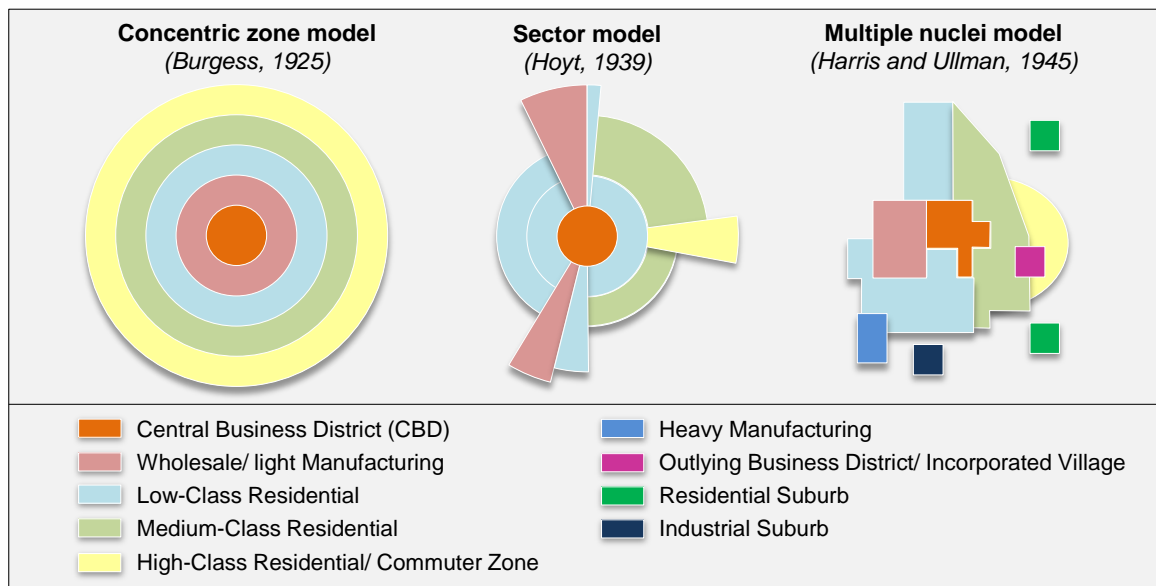 Concentric zone model
(Burgess, 1925)
Sector model
(Hoyt, 1939)
Multiple nuclei model
(Harris and Ullman, 1945)
Central Business District (CBD)
Wholesale/ light Manufacturing
Low-Class Residential
Medium-Class Residential
High-Class Residential/ Commuter Zone
Heavy Manufacturing
Outlying Business District/ Incorporated Village
Residential Suburb
Industrial Suburb